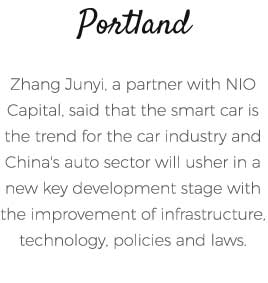 Portland
Zhang Junyi, a partner with NIO
Capital, said that the smart car is
the trend for the car industry and
China's auto sector will usher in a
new key development stage with
the improvement of infrastructure,
technology, policies and laws.